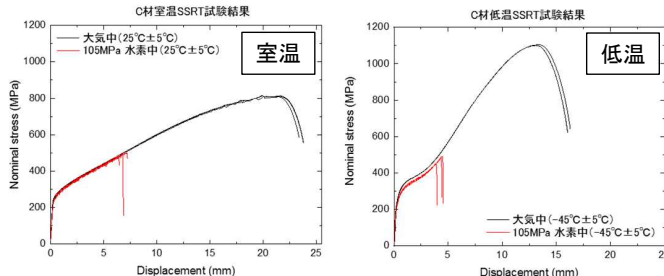 C材室温SSRT試験結果
1200
1000
800
600
400
200
0
Nominal stress (MPa)
大気中(25℃±5℃)
105MPa 水素中(25℃±5℃)
室温
0 5 10 15 20 25
Displacement (mm)
C材低温SSRT試験結果
1200
1000
800
600
400
200
0
Nominal stress (MPa)
低温
大気中(−45℃±5℃)
105MPa 水素中(−45℃±5℃)
0 5 10 15 20 25
Displacement (mm)